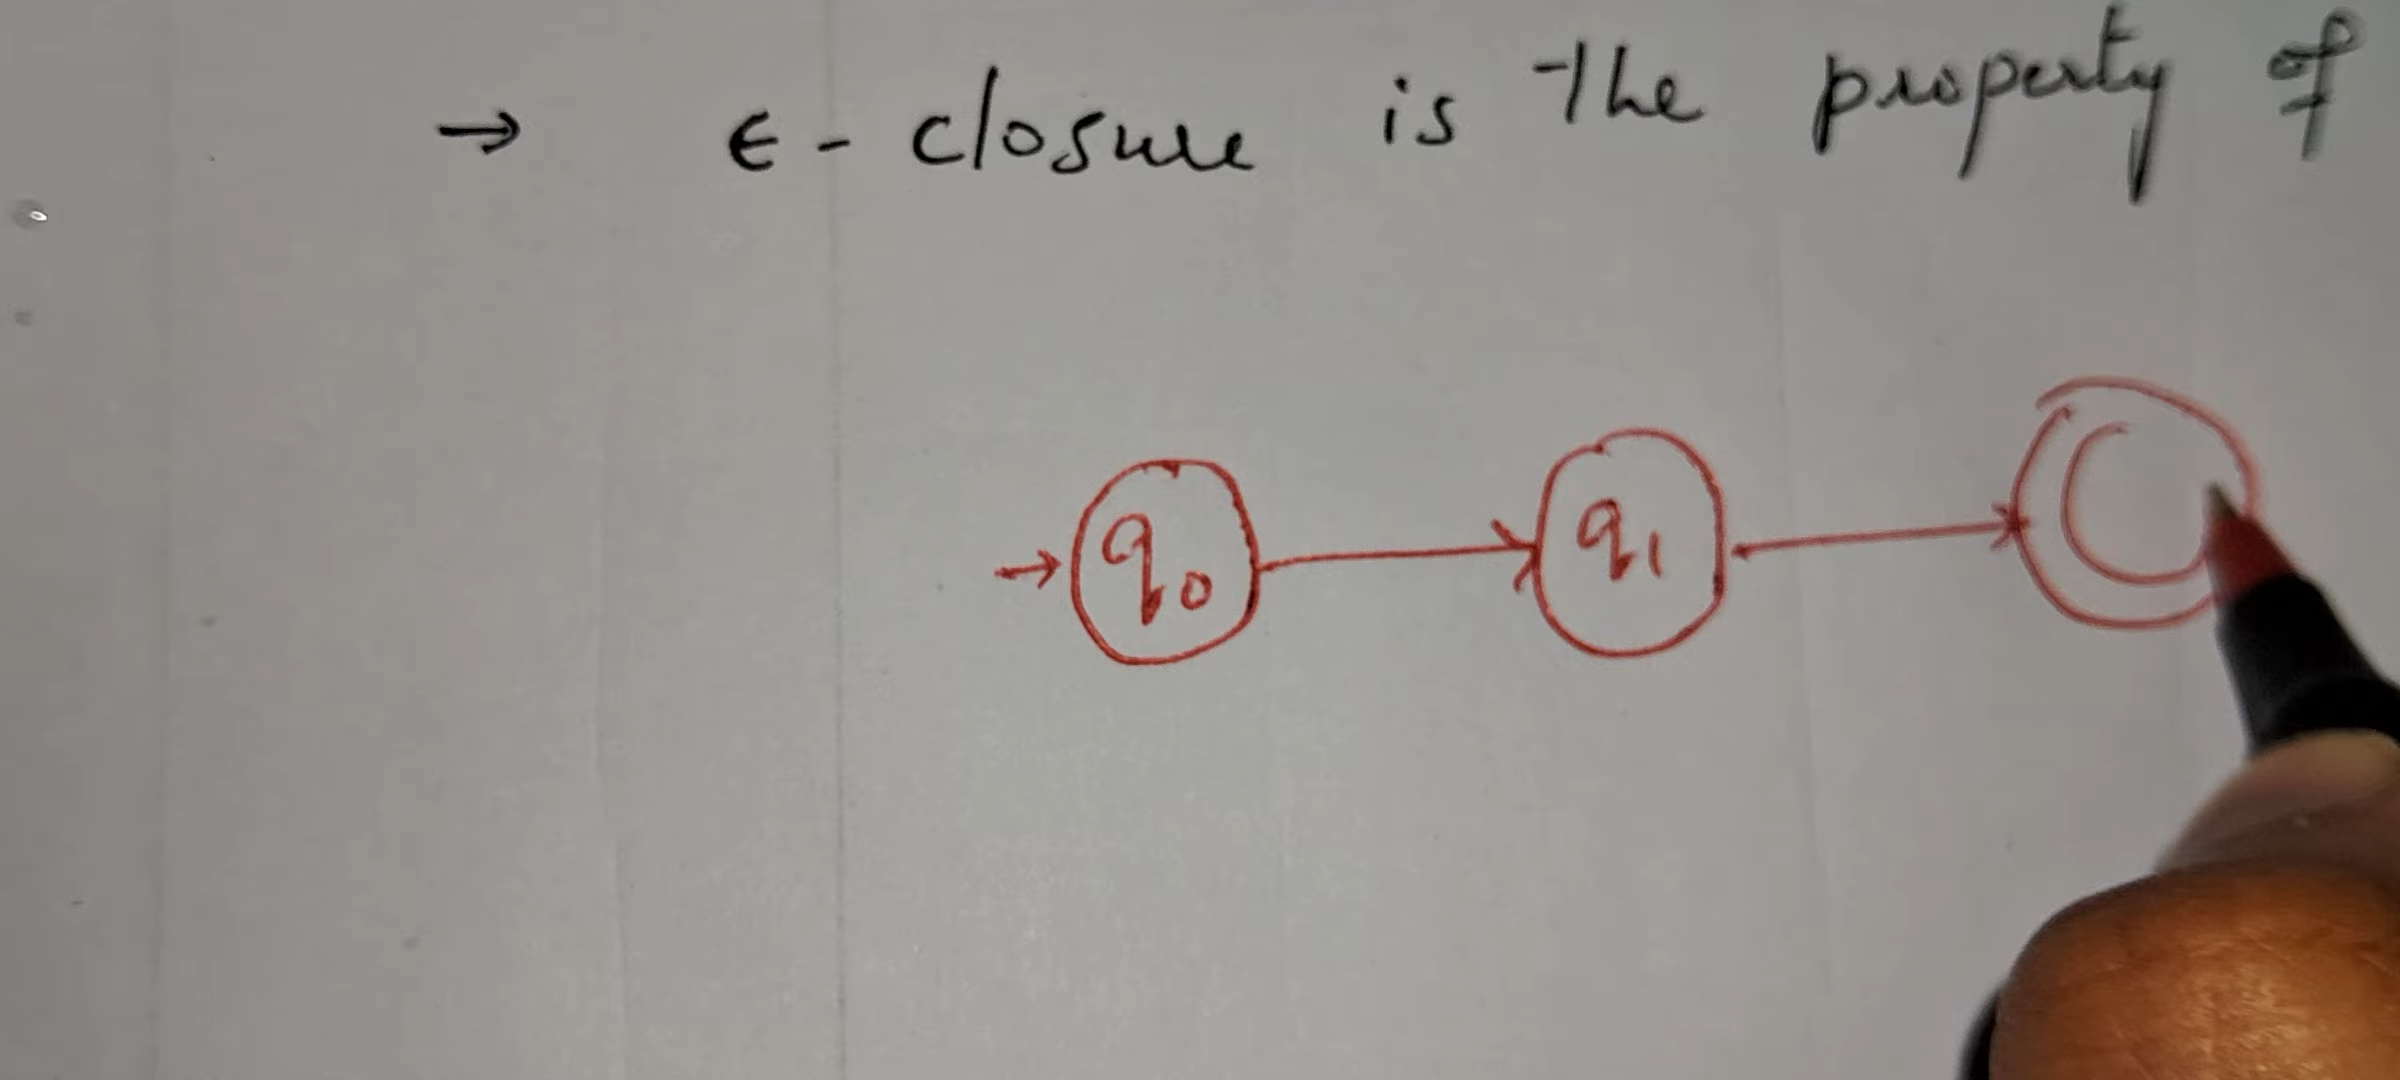 → ϵ - closure is the property of
→ q₀ → q₁ →